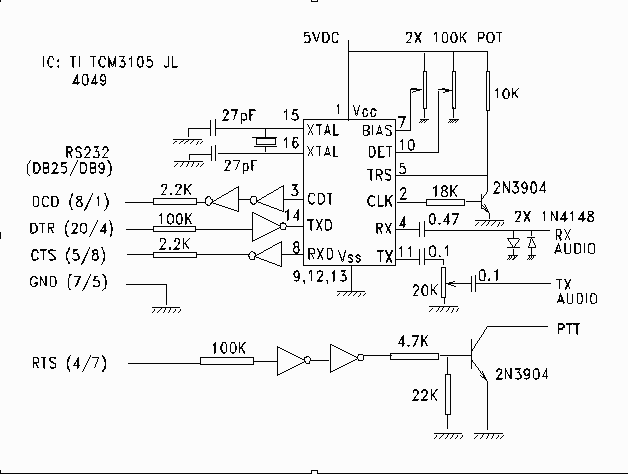 5VDC
2X 100K POT
IC: TI TCM3105 JL
4049
27pF
15
1
Vcc
7
10K
XTAL
BIAS
16
10
XTAL
DET
RS232
(DB25/DB9)
27pF
5
TRS
2.2K
3
2
18K
2N3904
DCD (8/1)
CDT
CLK
100K
14
4
0.47
2X 1N4148
DTR (20/4)
TXD
RX
RX
AUDIO
2.2K
8
11
0.1
CTS (5/8)
RXD
Vss
TX
9,12,13
0.1
GND (7/5)
20K
TX
AUDIO
PTT
100K
4.7K
RTS (4/7)
2N3904
22K